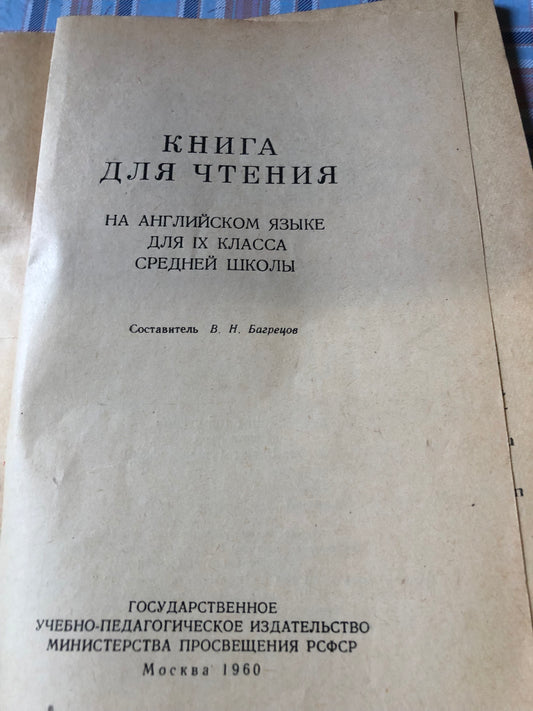 КНИГА
ДЛЯ ЧТЕНИЯ
НА АНГЛИЙСКОМ ЯЗЫКЕ
ДЛЯ IX КЛАССА
СРЕДНЕЙ ШКОЛЫ
Составитель В. Н. Багрецов
ГОСУДАРСТВЕННОЕ
УЧЕБНО-ПЕДАГОГИЧЕСКОЕ ИЗДАТЕЛЬСТВО
МИНИСТЕРСТВА ПРОСВЕЩЕНИЯ РСФСР
Москва 1960